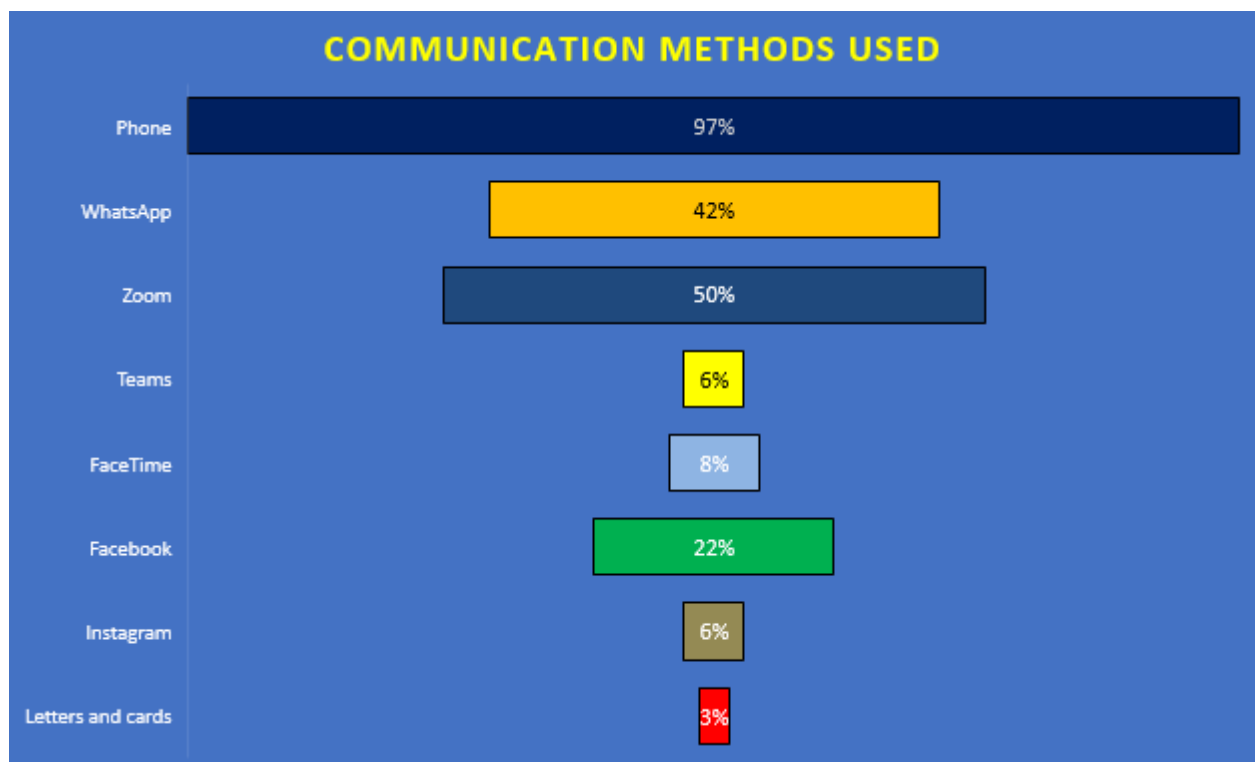 COMMUNICATION METHODS USED
Phone 97%
WhatsApp 42%
Zoom 50%
Teams 6%
FaceTime 8%
Facebook 22%
Instagram 6%
Letters and cards 3%